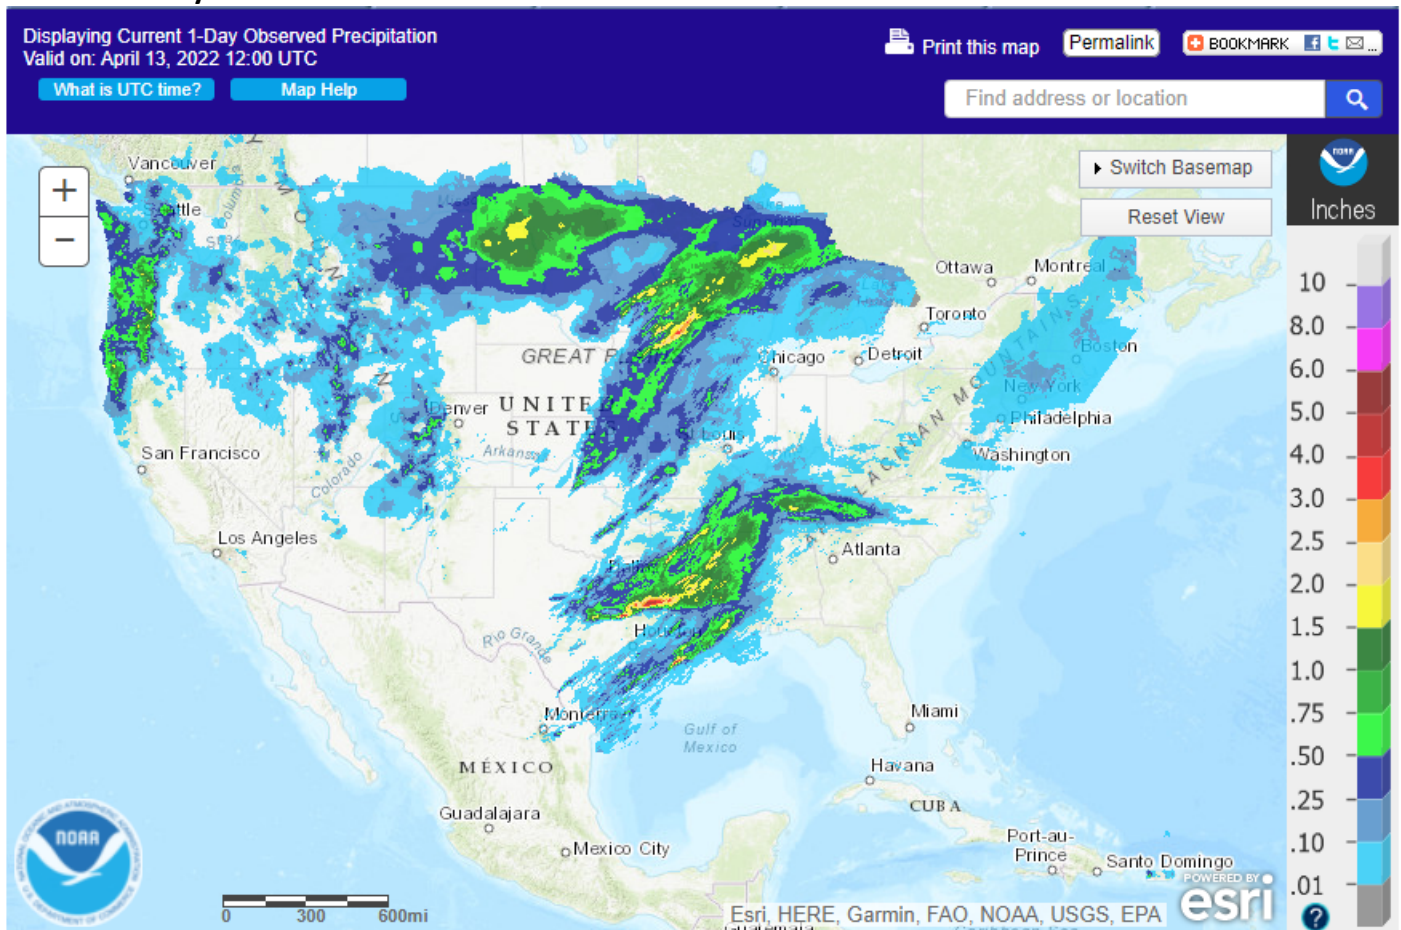 Displaying Current 1-Day Observed Precipitation
Valid on: April 13, 2022 12:00 UTC
What is UTC time?
Map Help
Print this map
Permalink
BOOKMARK
...
Find address or location
+
−
Switch Basemap
Reset View
Inches
10
8.0
6.0
5.0
4.0
3.0
2.5
2.0
1.5
1.0
.75
.50
.25
.10
.01
?
NOAA
Vancouver
Ottawa
Montreal
Toronto
GREAT
Chicago
Detroit
Boston
New York
Denver
UNITE
STATES
Philadelphia
APPALACHIAN MOUNTAINS
San Francisco
Arkansas
Washington
Colorado
Los Angeles
Atlanta
Houston
Rio Grande
Monterrey
Miami
Gulf of
Mexico
MÉXICO
Havana
CUBA
Guadalajara
Mexico City
Port-au-
Prince
Santo Domingo
NOAA
0 300 600mi
POWERED BY
esri
Esri, HERE, Garmin, FAO, NOAA, USGS, EPA